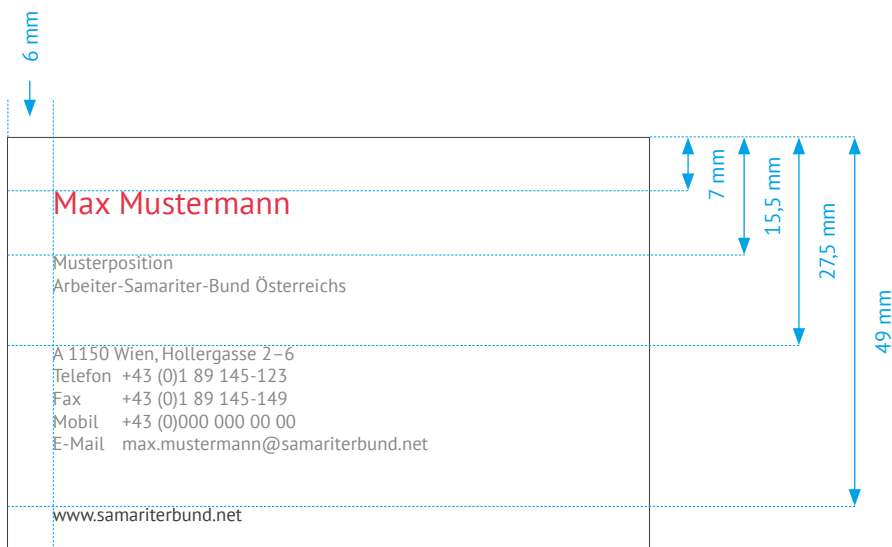 6 mm
7 mm
15,5 mm
27,5 mm
49 mm
Max Mustermann
Musterposition
Arbeiter-Samariter-Bund Österreichs
A 1150 Wien, Hollergasse 2–6
Telefon +43 (0)1 89 145-123
Fax +43 (0)1 89 145-149
Mobil +43 (0)000 000 00 00
E-Mail max.mustermann@samariterbund.net
www.samariterbund.net